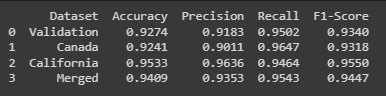 Dataset Accuracy Precision Recall F1-Score
0 Validation 0.9274 0.9183 0.9502 0.9340
1 Canada 0.9241 0.9011 0.9647 0.9318
2 California 0.9533 0.9636 0.9464 0.9550
3 Merged 0.9409 0.9353 0.9543 0.9447